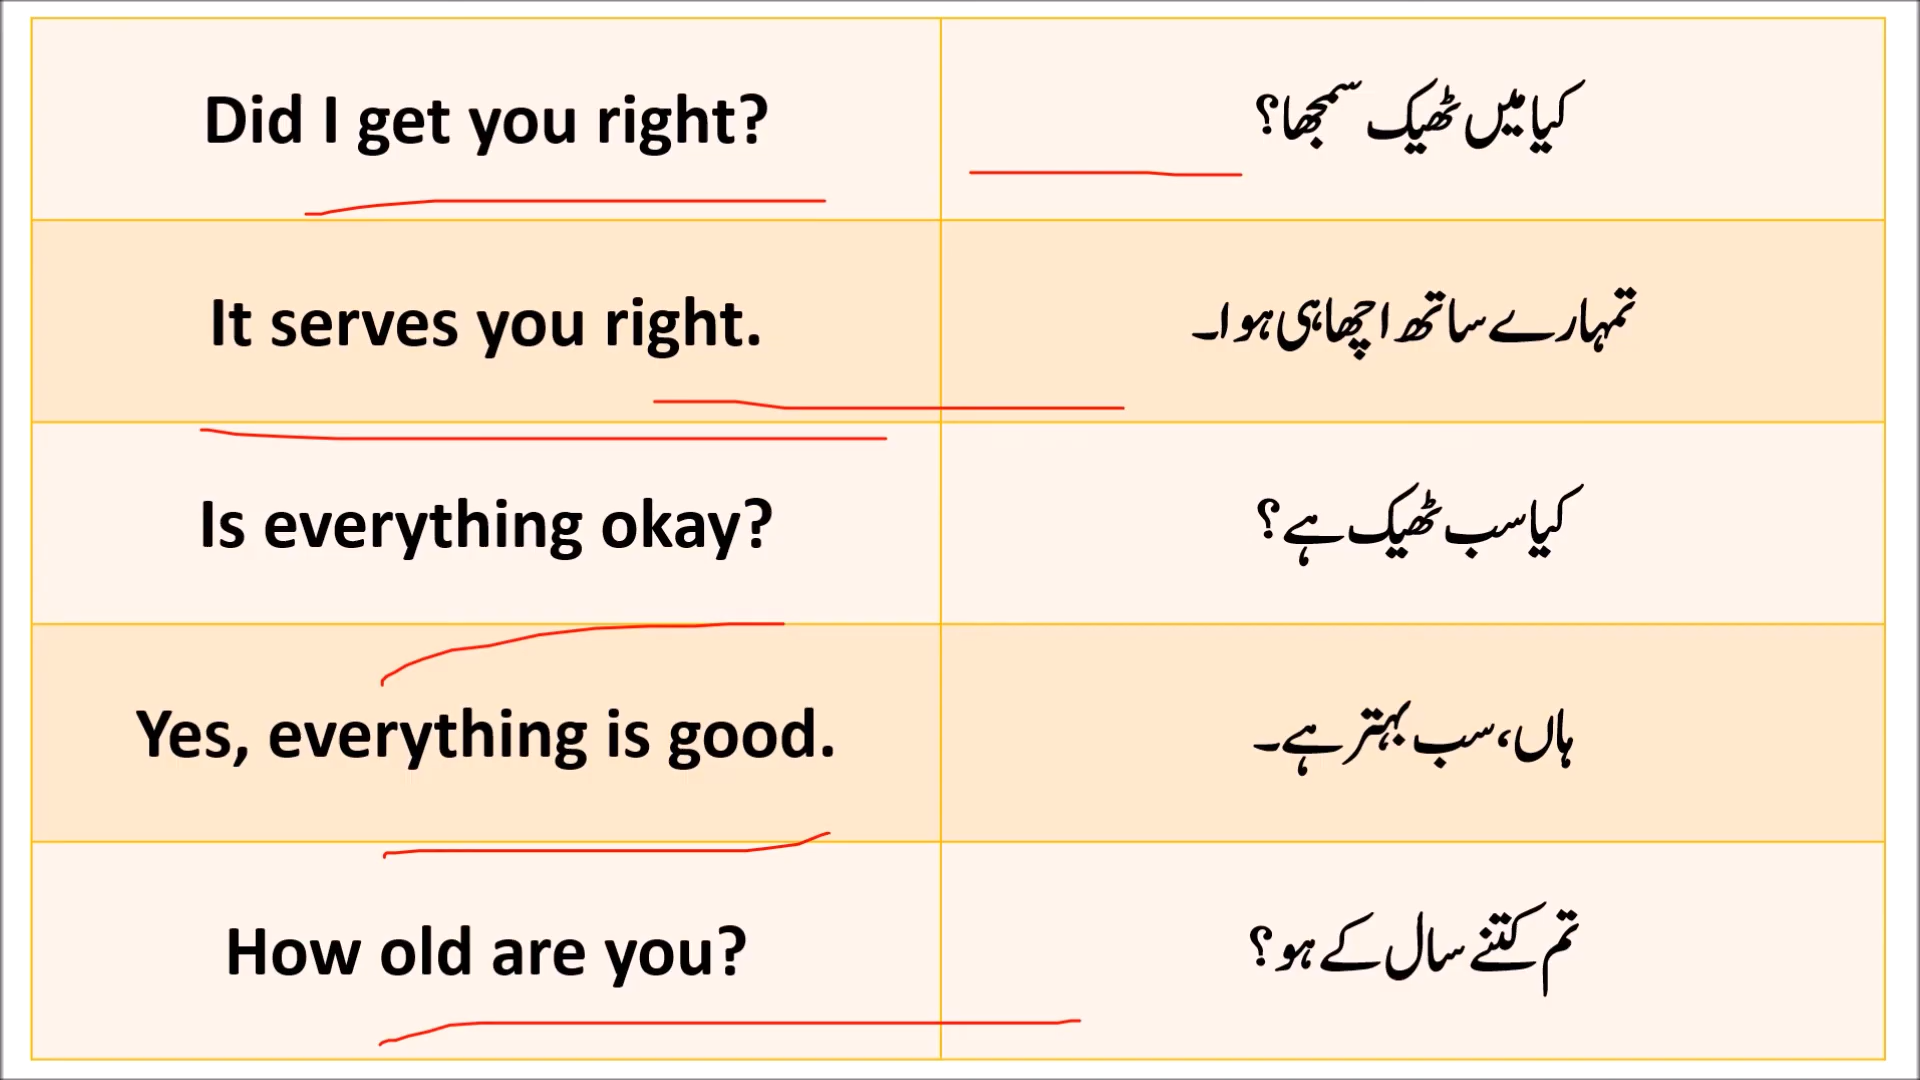 Did I get you right?
کیا میں ٹھیک سمجھا؟
It serves you right.
تمہارے ساتھ اچھا ہی ہوا۔
Is everything okay?
کیا سب ٹھیک ہے؟
Yes, everything is good.
ہاں، سب بہتر ہے۔
How old are you?
تم کتنے سال کے ہو؟